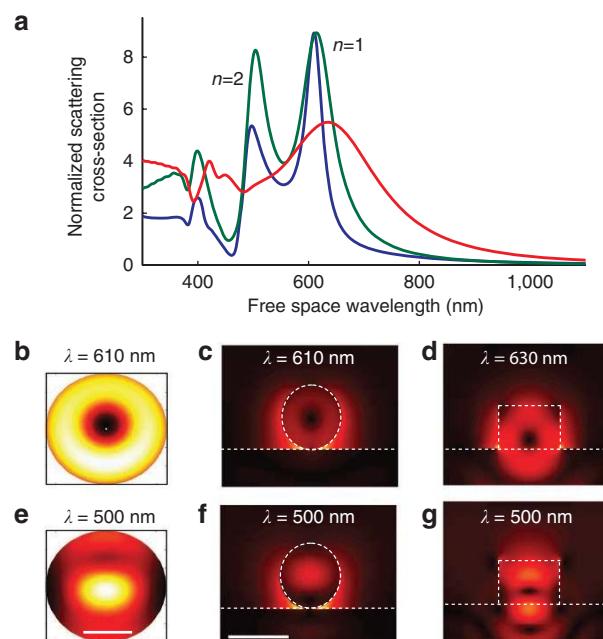 a
n=2
n=1
Normalized scattering
cross-section
8
6
4
2
0
400
600
800
1,000
Free space wavelength (nm)
b
λ = 610 nm
c
λ = 610 nm
d
λ = 630 nm
e
λ = 500 nm
f
λ = 500 nm
g
λ = 500 nm